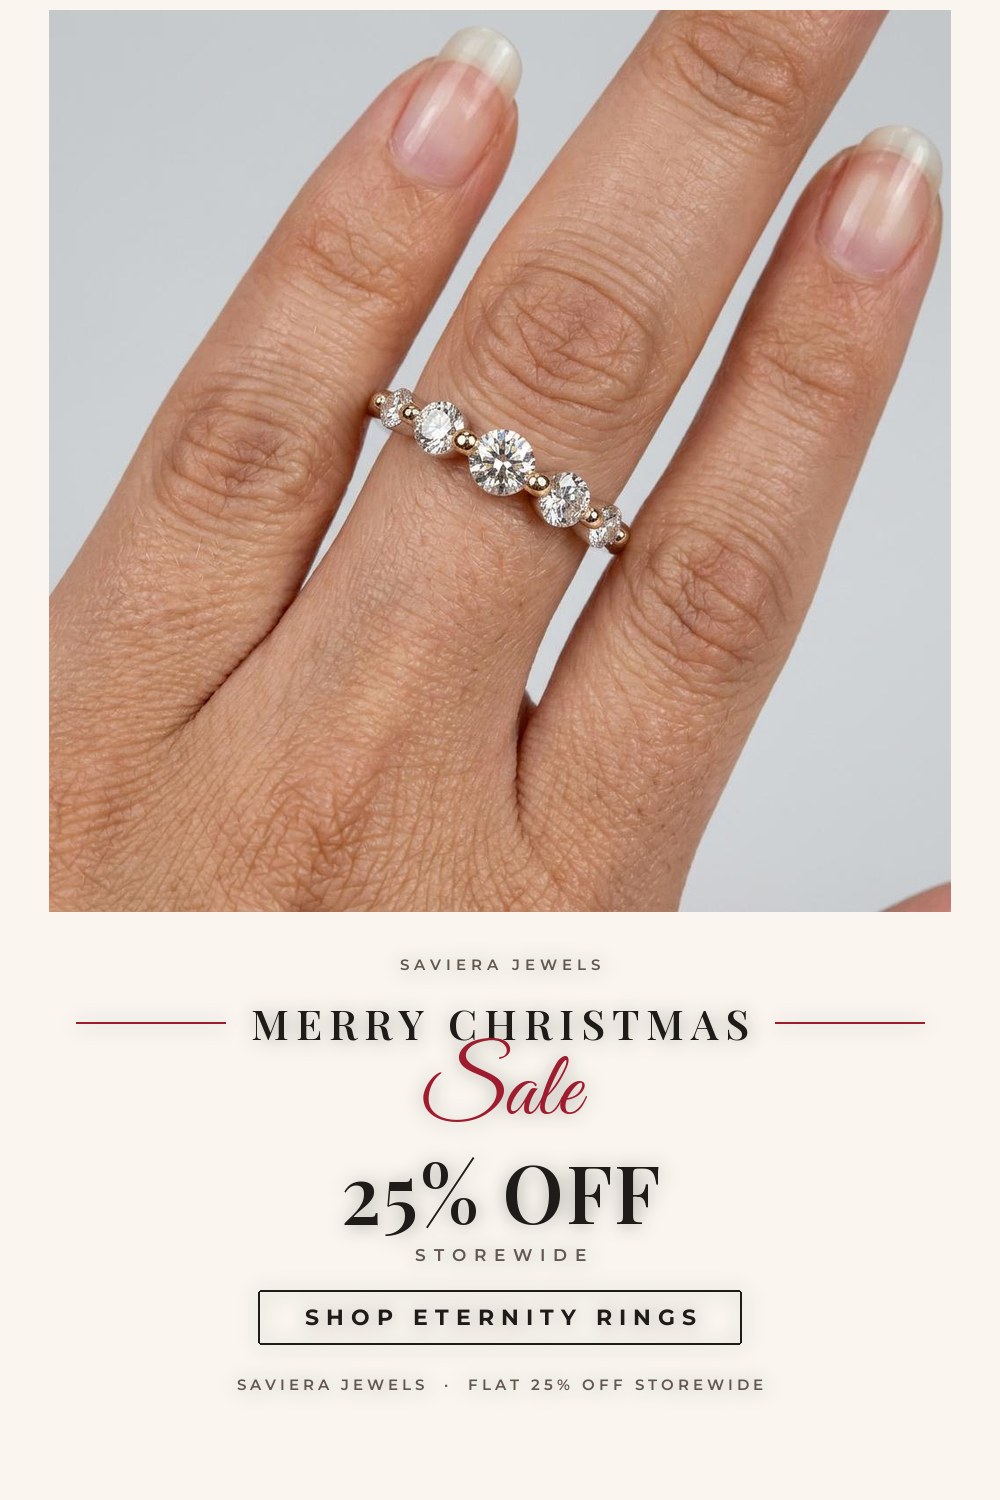 SAVIERA JEWELS
MERRY CHRISTMAS
Sale
25% OFF
STOREWIDE
SHOP ETERNITY RINGS
SAVIERA JEWELS · FLAT 25% OFF STOREWIDE